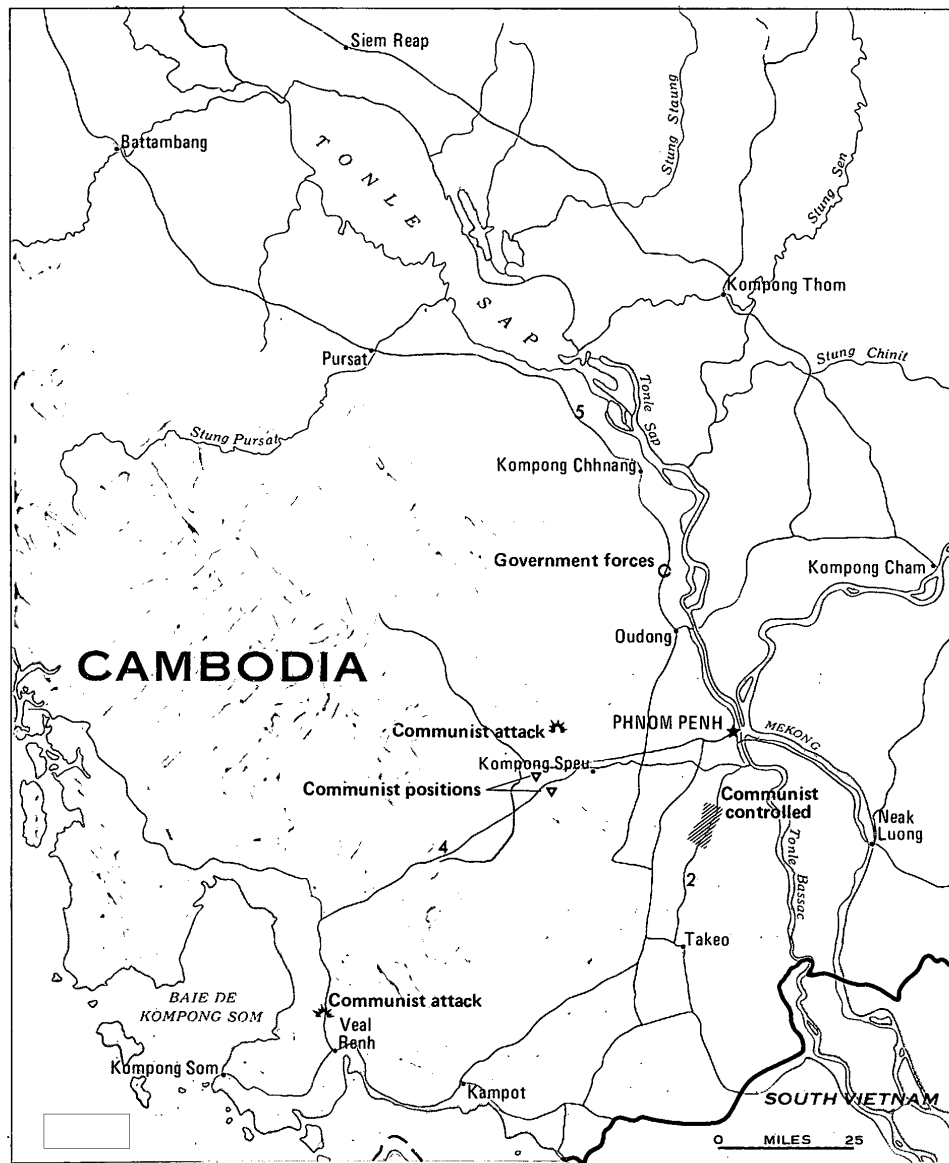 Siem Reap
Battambang
Stung Staung
Stung Sen
TONLE SAP
Kompong Thom
Pursat
Stung Chinit
Tonle Sap
5
Stung Pursat
Kompong Chhnang
Government forces
Kompong Cham
Oudong
CAMBODIA
PHNOM PENH
MEKONG
Communist attack
Kompong Speu
Communist positions
Communist
controlled
Neak
Luong
4
Tonle Bassac
2
Takeo
BAIE DE
KOMPONG SOM
Communist attack
Veal
Renh
Kompong Som
Kampot
SOUTH VIETNAM
0 MILES 25